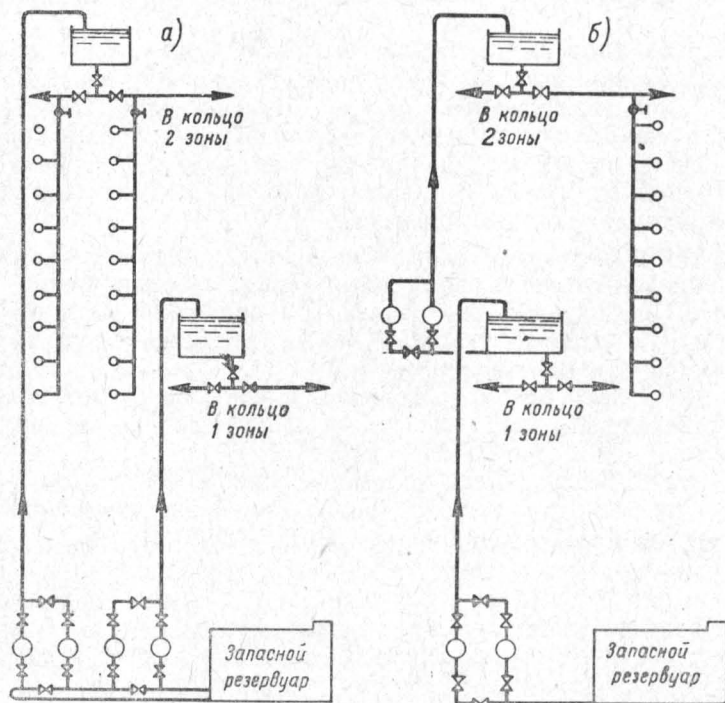 а)
б)
В кольцо
2 зоны
В кольцо
2 зоны
В кольцо
1 зоны
В кольцо
1 зоны
Запасной
резервуар
Запасной
резервуар